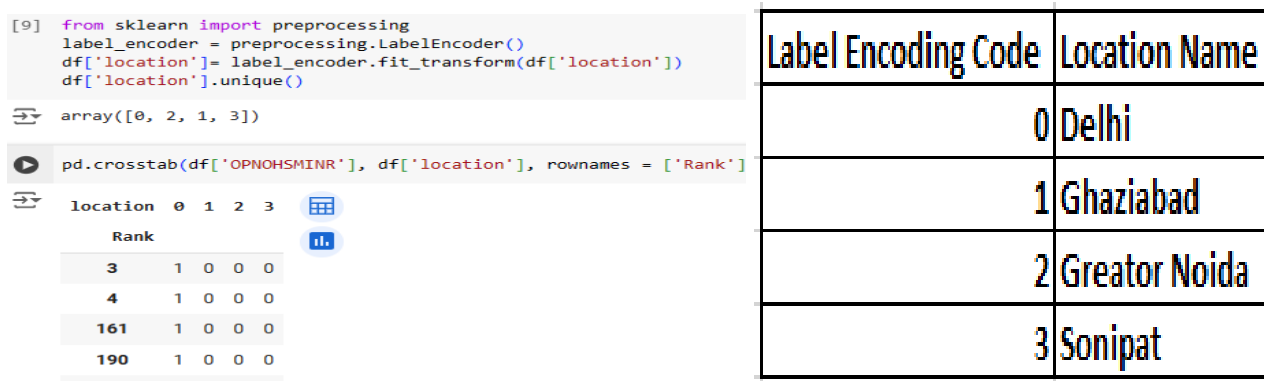 [9] from sklearn import preprocessing
label_encoder = preprocessing.LabelEncoder()
df['location']= label_encoder.fit_transform(df['location'])
df['location'].unique()
array([0, 2, 1, 3])
pd.crosstab(df['OPNOHSMINR'], df['location'], rownames = ['Rank']
location 0 1 2 3
Rank
3 1 0 0 0
4 1 0 0 0
161 1 0 0 0
190 1 0 0 0
Label Encoding Code Location Name
0 Delhi
1 Ghaziabad
2 Greator Noida
3 Sonipat